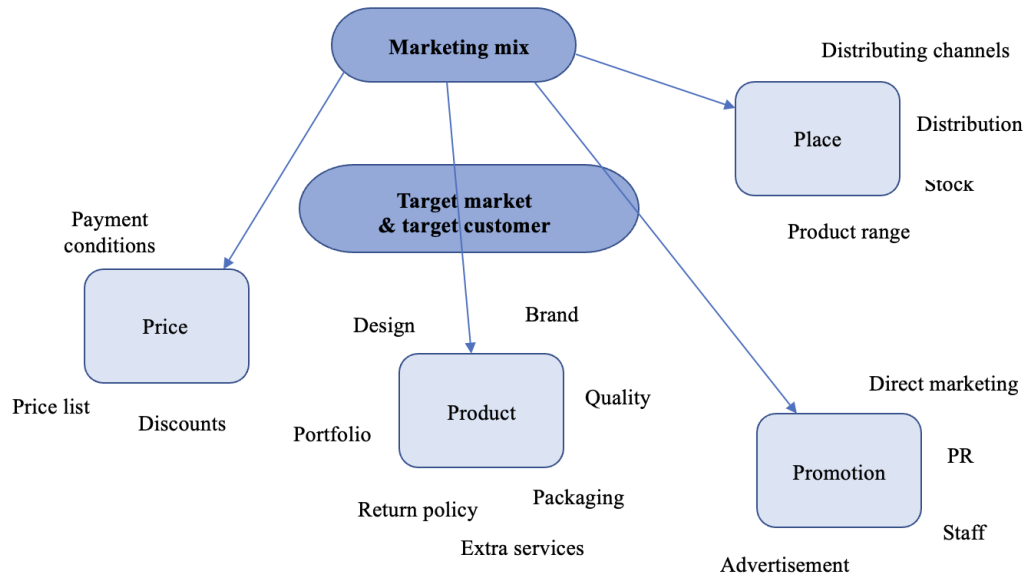 Marketing mix
Distributing channels
Place
Distribution
Stock
Product range
Target market
& target customer
Payment
conditions
Price
Price list
Discounts
Design
Brand
Product
Quality
Portfolio
Return policy
Packaging
Extra services
Direct marketing
Promotion
PR
Staff
Advertisement